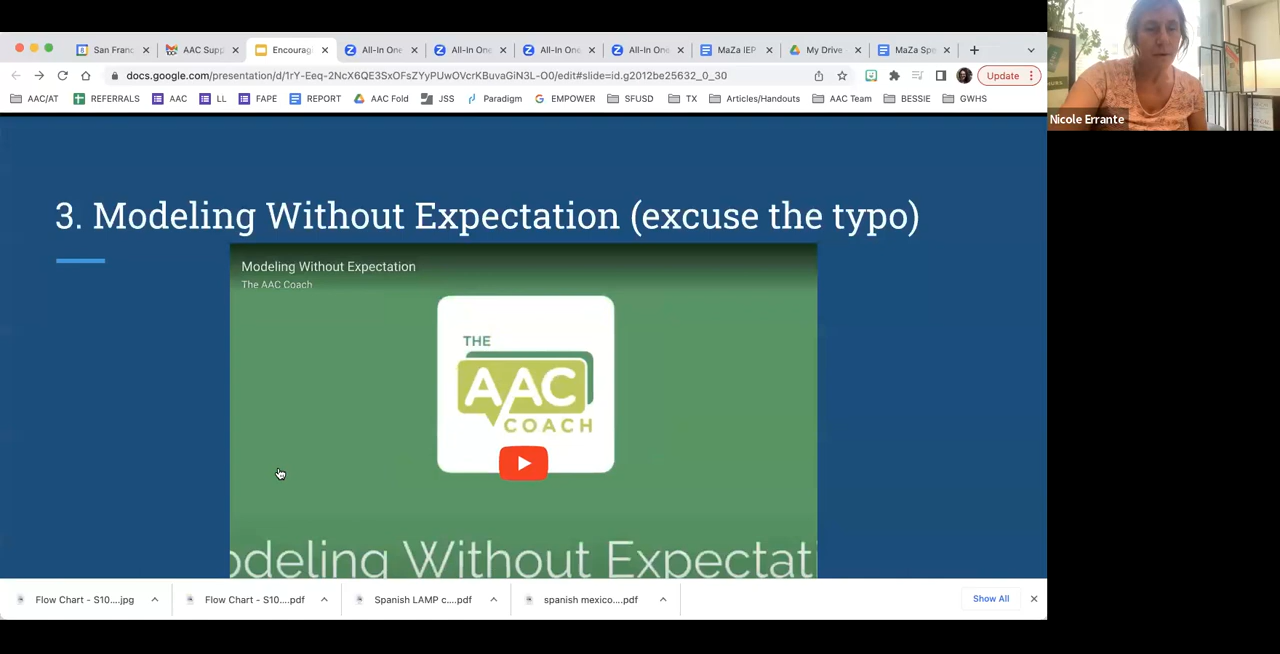 San Franc
AAC Supp
Encouragi
All-In One
All-In One
All-In One
All-In One
MaZa IEP
My Drive
MaZa Spe
docs.google.com/presentation/d/1rY-Eeq-2NcX6QE3SxOFsZYyPUwOVcrKBuvaGiN3L-O0/edit#slide=id.g2012be25632_0_30
Update
AAC/AT
REFERRALS
AAC
LL
FAPE
REPORT
AAC Fold
JSS
Paradigm
EMPOWER
SFUSD
TX
Articles/Handouts
AAC Team
BESSIE
GWHS
Nicole Errante
3. Modeling Without Expectation (excuse the typo)
Modeling Without Expectation
The AAC Coach
THE
AAC
COACH
odeling Without Expectat
Flow Chart - S10....jpg
Flow Chart - S10....pdf
Spanish LAMP c....pdf
spanish mexico....pdf
Show All